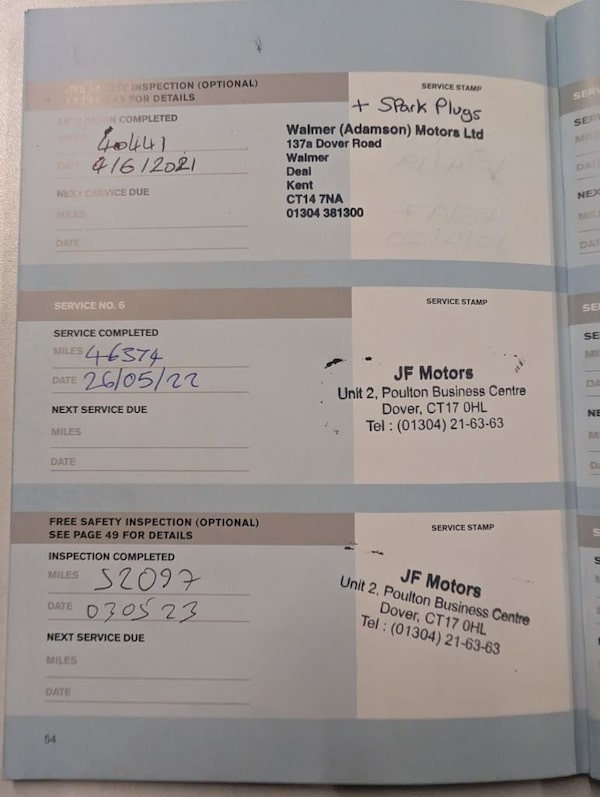 SAFETY INSPECTION (OPTIONAL)
FOR DETAILS
COMPLETED
MILES 40441
DATE 4/6/2021
NEXT SERVICE DUE
MILES
DATE
SERVICE STAMP
+ Spark Plugs
Walmer (Adamson) Motors Ltd
137a Dover Road
Walmer
Deal
Kent
CT14 7NA
01304 381300
SERVICE NO. 6
SERVICE COMPLETED
MILES 46374
DATE 26/05/22
NEXT SERVICE DUE
MILES
DATE
SERVICE STAMP
JF Motors
Unit 2, Poulton Business Centre
Dover, CT17 0HL
Tel : (01304) 21-63-63
FREE SAFETY INSPECTION (OPTIONAL)
SEE PAGE 49 FOR DETAILS
INSPECTION COMPLETED
MILES 52097
DATE 030523
NEXT SERVICE DUE
MILES
DATE
SERVICE STAMP
JF Motors
Unit 2, Poulton Business Centre
Dover, CT17 0HL
Tel : (01304) 21-63-63
54